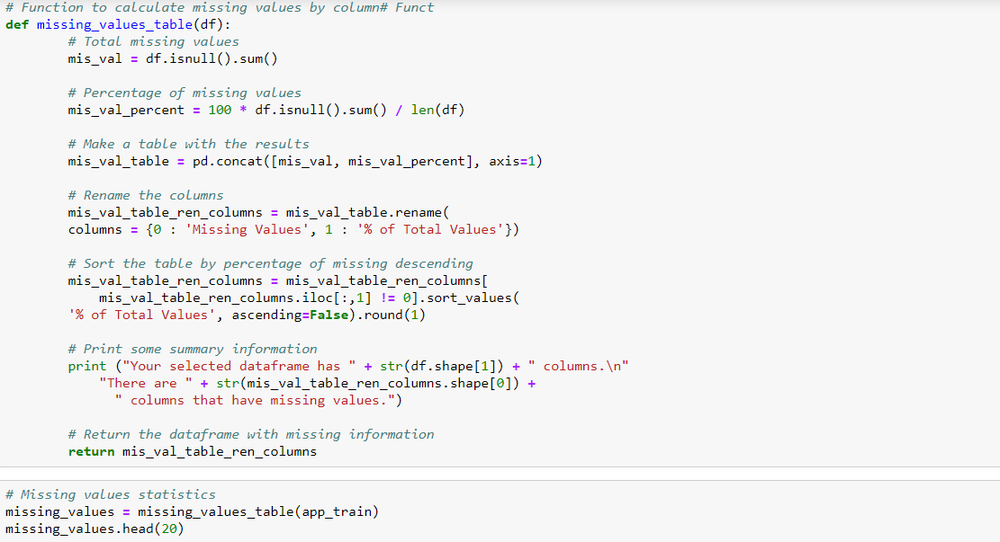 # Function to calculate missing values by column# Funct
def missing_values_table(df):
        # Total missing values
        mis_val = df.isnull().sum()

        # Percentage of missing values
        mis_val_percent = 100 * df.isnull().sum() / len(df)

        # Make a table with the results
        mis_val_table = pd.concat([mis_val, mis_val_percent], axis=1)

        # Rename the columns
        mis_val_table_ren_columns = mis_val_table.rename(
        columns = {0 : 'Missing Values', 1 : '% of Total Values'})

        # Sort the table by percentage of missing descending
        mis_val_table_ren_columns = mis_val_table_ren_columns[
            mis_val_table_ren_columns.iloc[:,1] != 0].sort_values(
        '% of Total Values', ascending=False).round(1)

        # Print some summary information
        print ("Your selected dataframe has " + str(df.shape[1]) + " columns.\n"
            "There are " + str(mis_val_table_ren_columns.shape[0]) +
              " columns that have missing values.")

        # Return the dataframe with missing information
        return mis_val_table_ren_columns

# Missing values statistics
missing_values = missing_values_table(app_train)
missing_values.head(20)